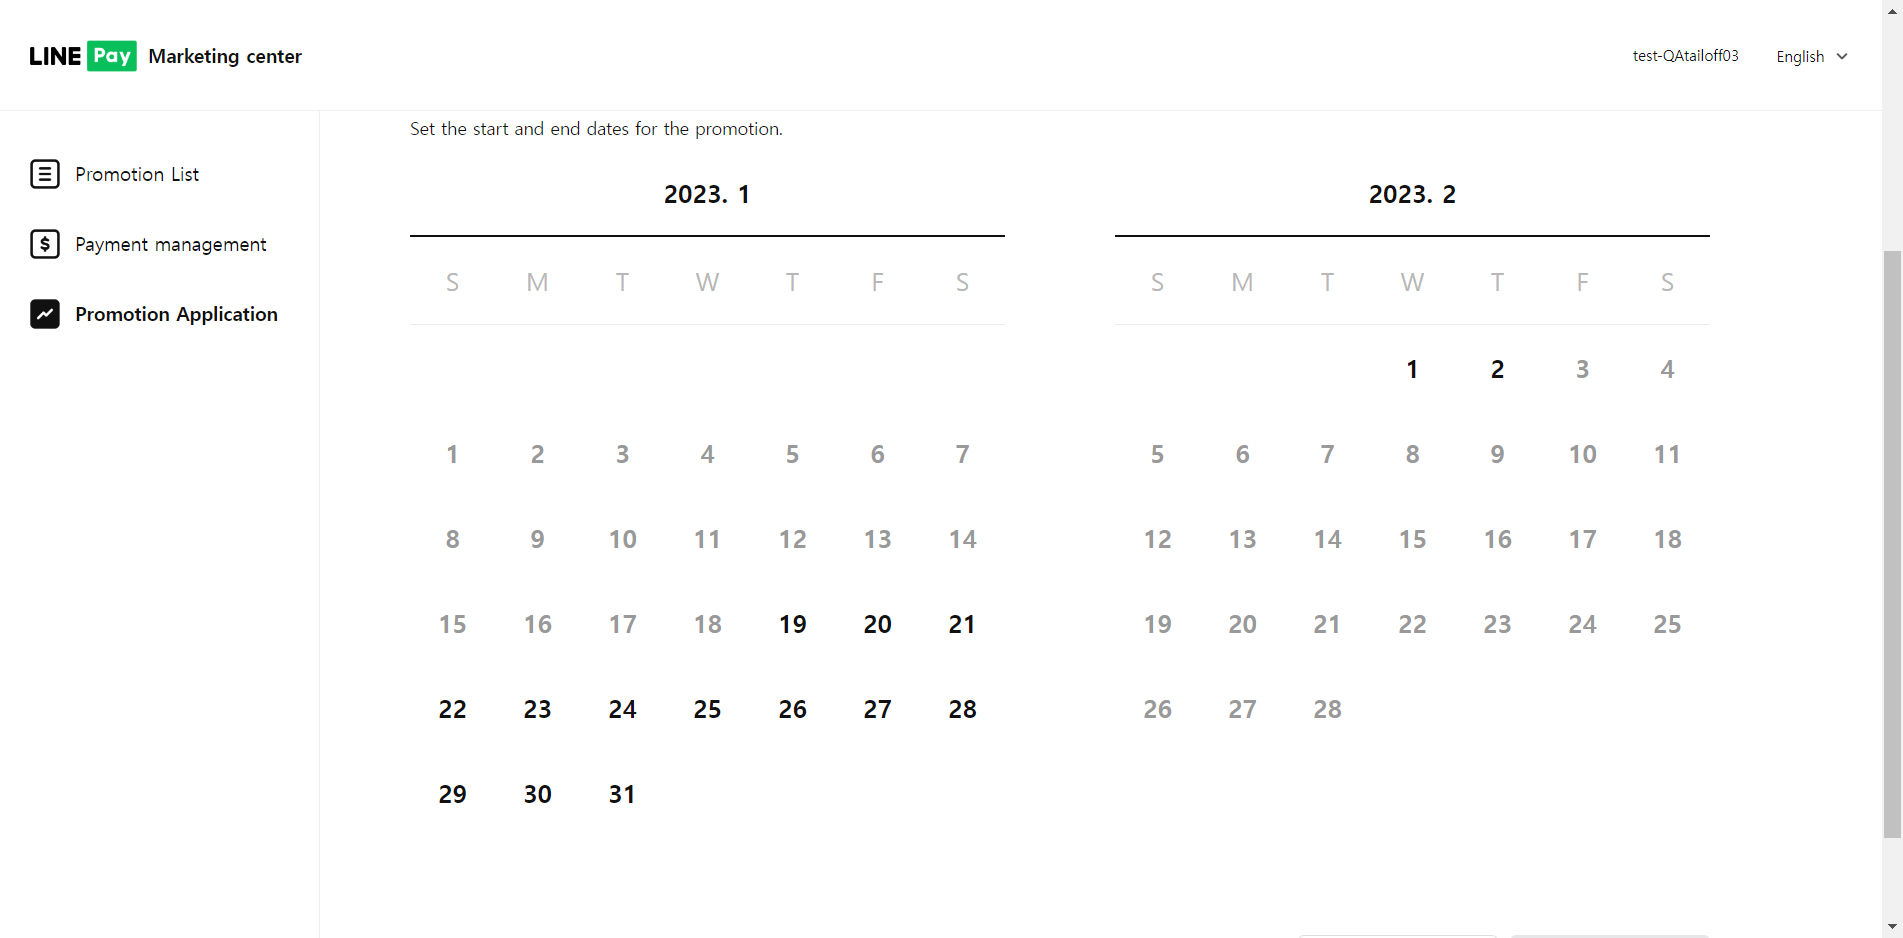 LINE Pay Marketing center
test-QAtailoff03
English
Promotion List
Payment management
Promotion Application
Set the start and end dates for the promotion.
2023. 1
S M T W T F S
1 2 3 4 5 6 7
8 9 10 11 12 13 14
15 16 17 18 19 20 21
22 23 24 25 26 27 28
29 30 31
2023. 2
S M T W T F S
1 2 3 4
5 6 7 8 9 10 11
12 13 14 15 16 17 18
19 20 21 22 23 24 25
26 27 28